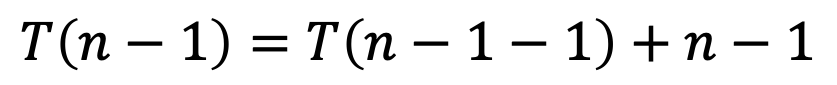 T(n − 1) = T(n − 1 − 1) + n − 1